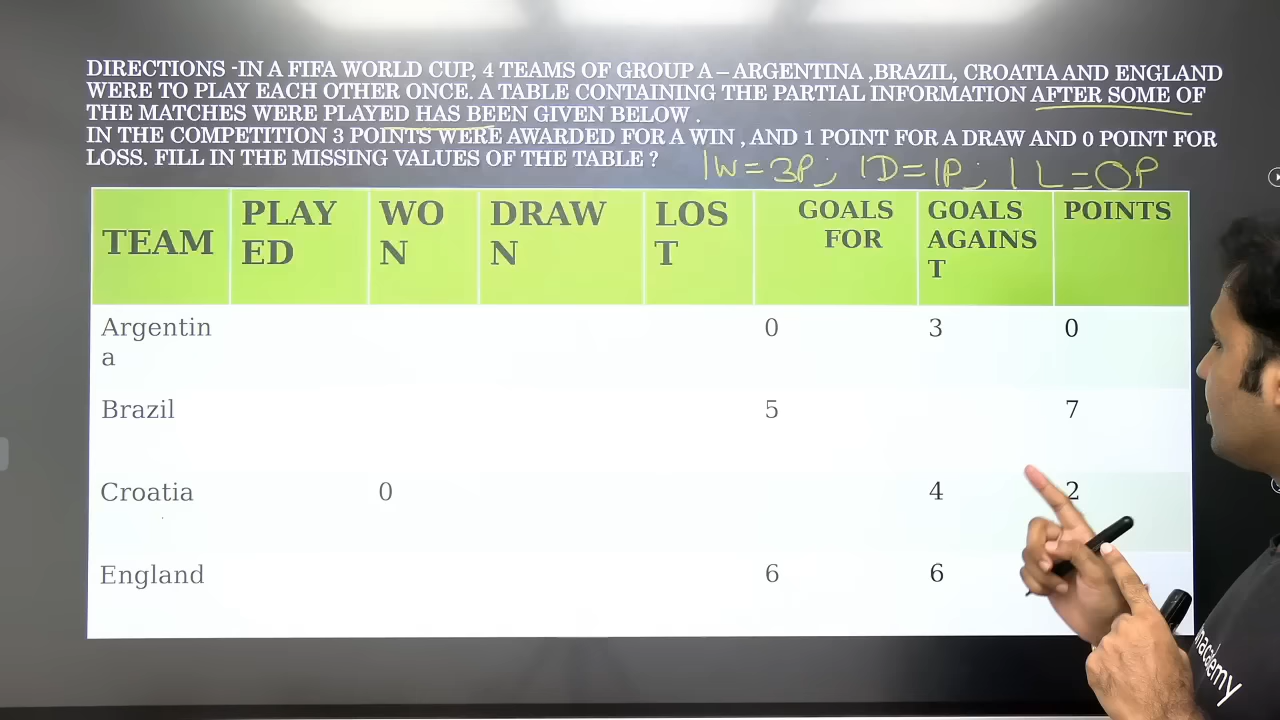 DIRECTIONS -IN A FIFA WORLD CUP, 4 TEAMS OF GROUP A – ARGENTINA ,BRAZIL, CROATIA AND ENGLAND
WERE TO PLAY EACH OTHER ONCE. A TABLE CONTAINING THE PARTIAL INFORMATION AFTER SOME OF
THE MATCHES WERE PLAYED HAS BEEN GIVEN BELOW .
IN THE COMPETITION 3 POINTS WERE AWARDED FOR A WIN , AND 1 POINT FOR A DRAW AND 0 POINT FOR
LOSS. FILL IN THE MISSING VALUES OF THE TABLE ?
1W=3P; 1D=1P; 1L=0P
TEAM PLAY WO DRAW LOS GOALS GOALS POINTS
ED N N T FOR AGAINS
T
Argentin 0 3 0
a
Brazil 5 7
Croatia 0 4 2
England 6 6